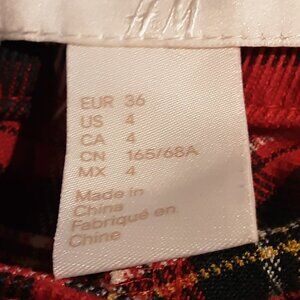 H&M
EUR 36
US 4
CA 4
CN 165/68A
MX 4
Made in
China
Fabriqué en
Chine